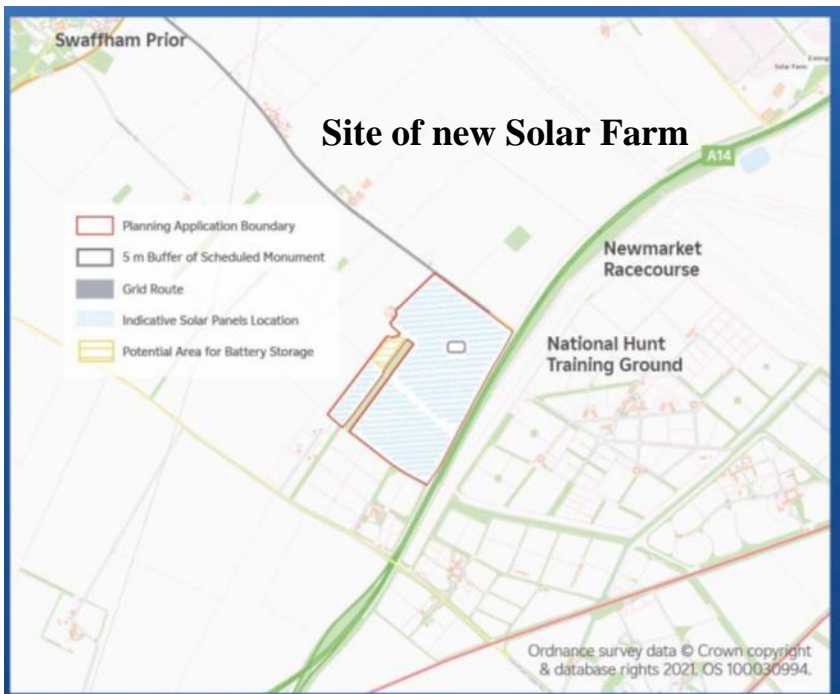 Swaffham Prior
Solar Farm
Site of new Solar Farm
A14
Planning Application Boundary
5 m Buffer of Scheduled Monument
Grid Route
Indicative Solar Panels Location
Potential Area for Battery Storage
Newmarket
Racecourse
National Hunt
Training Ground
Ordnance survey data © Crown copyright
& database rights 2021. OS 100030994.